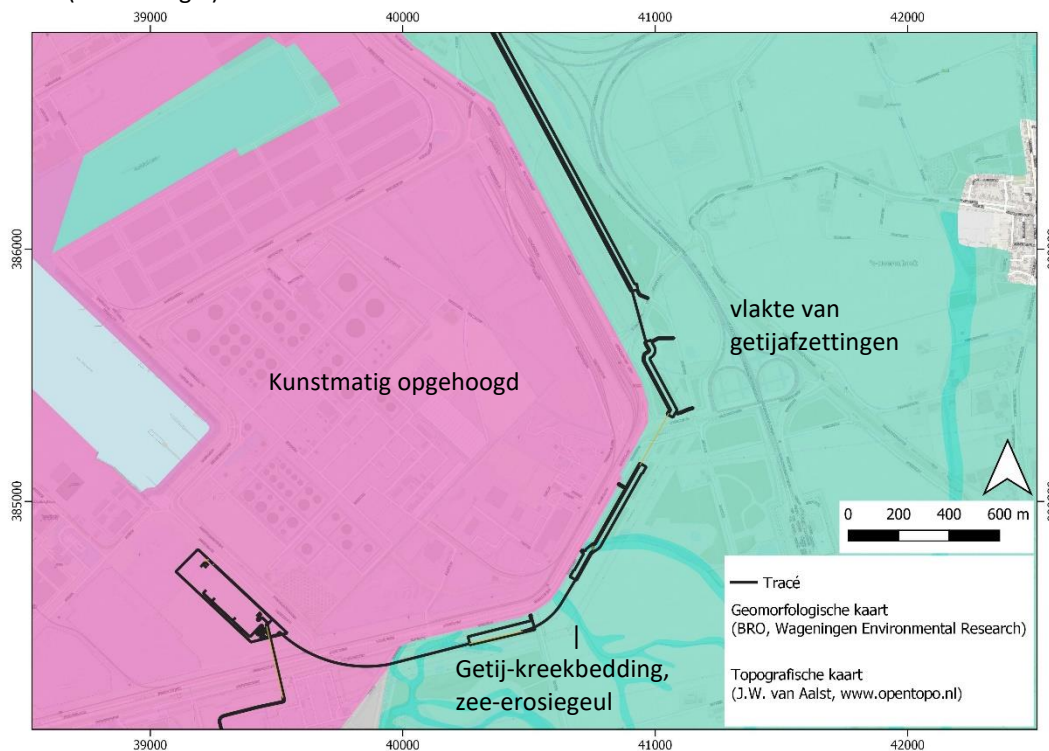 39000 40000 41000 42000
386000
385000
Kunstmatig opgehoogd
vlakte van
getijafzettingen
Getij-kreekbedding,
zee-erosiegeul
0 200 400 600 m
Tracé
Geomorfologische kaart
(BRO, Wageningen Environmental Research)
Topografische kaart
(J.W. van Aalst, www.opentopo.nl)
39000 40000 41000 42000